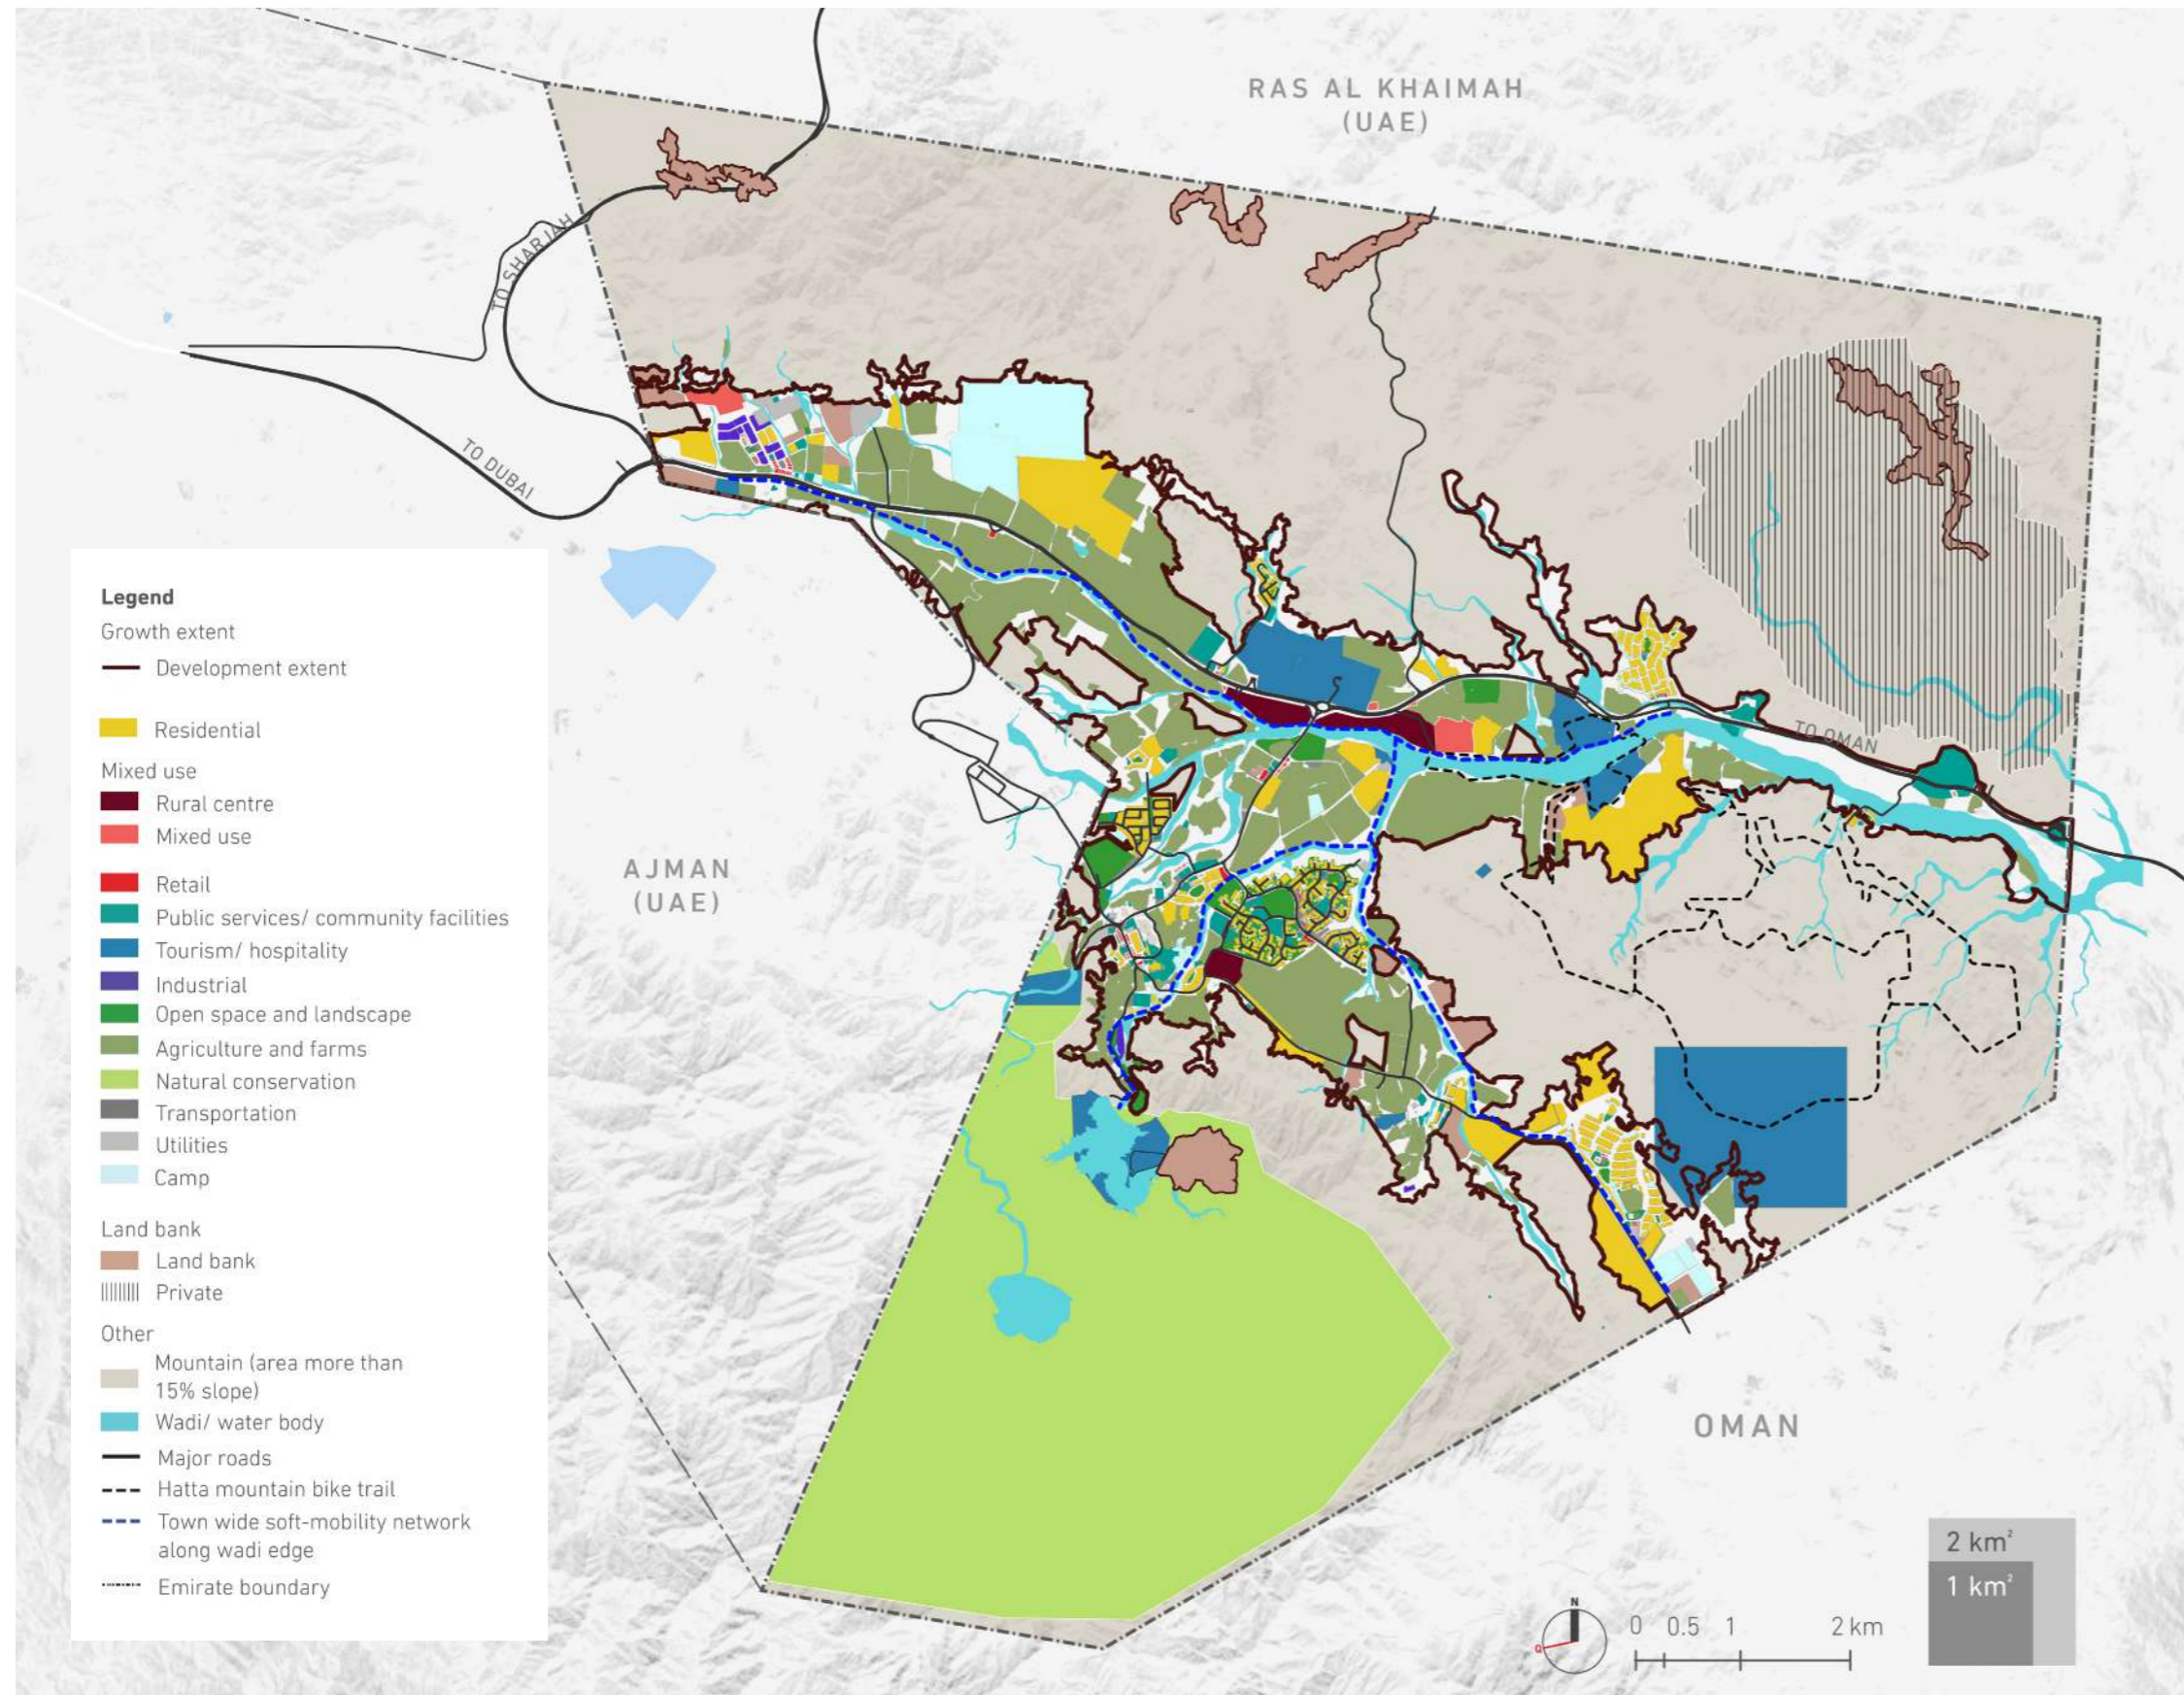 RAS AL KHAIMAH
(UAE)
TO SHARJAH
TO DUBAI
TO OMAN
AJMAN
(UAE)
OMAN
Legend
Growth extent
Development extent
Residential
Mixed use
Rural centre
Mixed use
Retail
Public services/ community facilities
Tourism/ hospitality
Industrial
Open space and landscape
Agriculture and farms
Natural conservation
Transportation
Utilities
Camp
Land bank
Land bank
Private
Other
Mountain (area more than
15% slope)
Wadi/ water body
Major roads
Hatta mountain bike trail
Town wide soft-mobility network
along wadi edge
Emirate boundary
N
Q
0 0.5 1 2 km
2 km²
1 km²